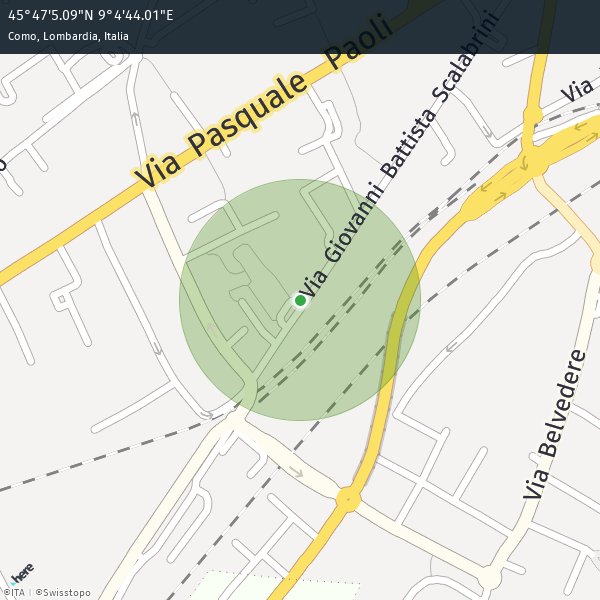 45°47'5.09"N 9°4'44.01"E
Como, Lombardia, Italia
Via Pasquale Paoli
Via Giovanni Battista Scalabrini
Via
Via Belvedere
here
©ITA | ©Swisstopo